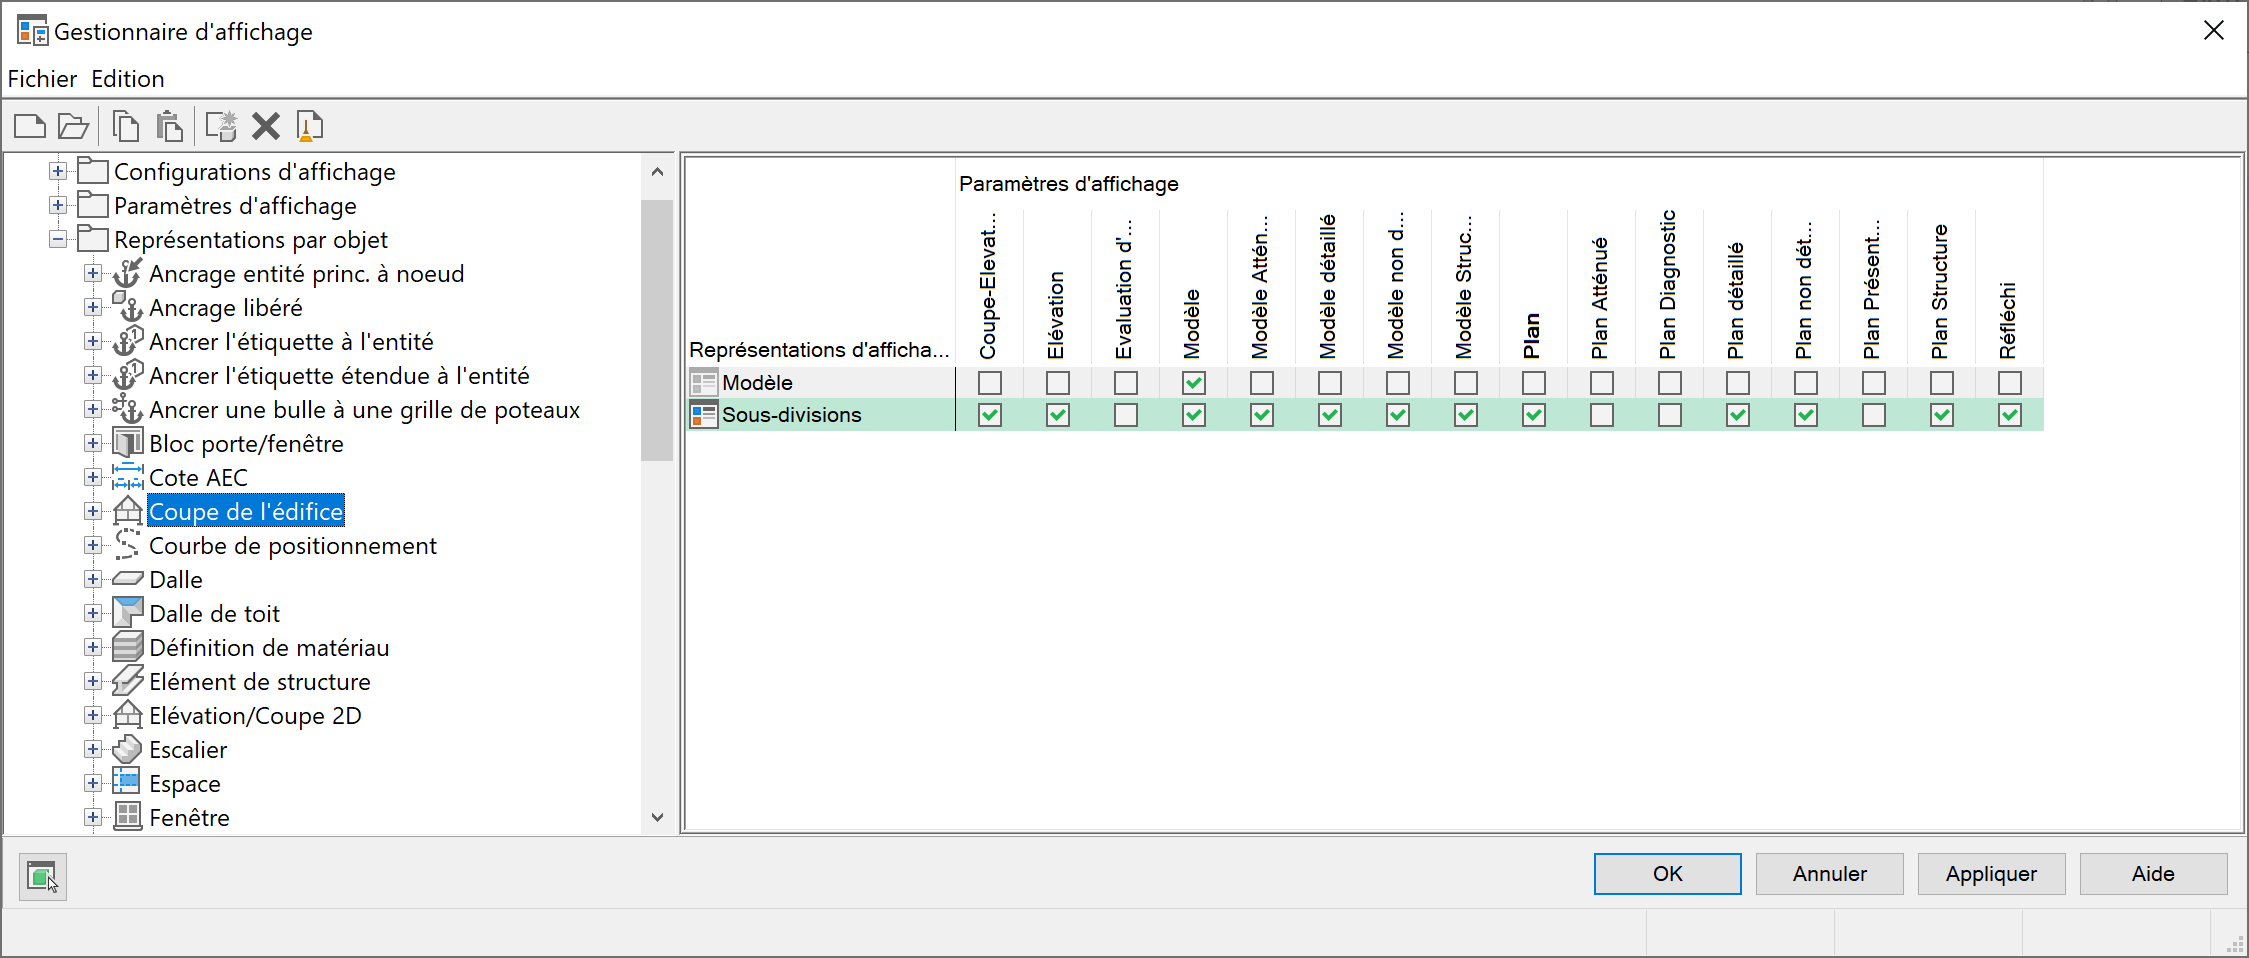 Gestionnaire d'affichage
Fichier Edition
Configurations d'affichage
Paramètres d'affichage
Représentations par objet
Ancrage entité princ. à noeud
Ancrage libéré
Ancrer l'étiquette à l'entité
Ancrer l'étiquette étendue à l'entité
Ancrer une bulle à une grille de poteaux
Bloc porte/fenêtre
Cote AEC
Coupe de l'édifice
Courbe de positionnement
Dalle
Dalle de toit
Définition de matériau
Elément de structure
Elévation/Coupe 2D
Escalier
Espace
Fenêtre
Paramètres d'affichage
Représentations d'afficha...
Coupe-Elevat...
Elévation
Evaluation d'...
Modèle
Modèle Attén...
Modèle détaillé
Modèle non d...
Modèle Struc...
Plan
Plan Atténué
Plan Diagnostic
Plan détaillé
Plan non dét...
Plan Présent...
Plan Structure
Réfléchi
Modèle
Sous-divisions
OK
Annuler
Appliquer
Aide